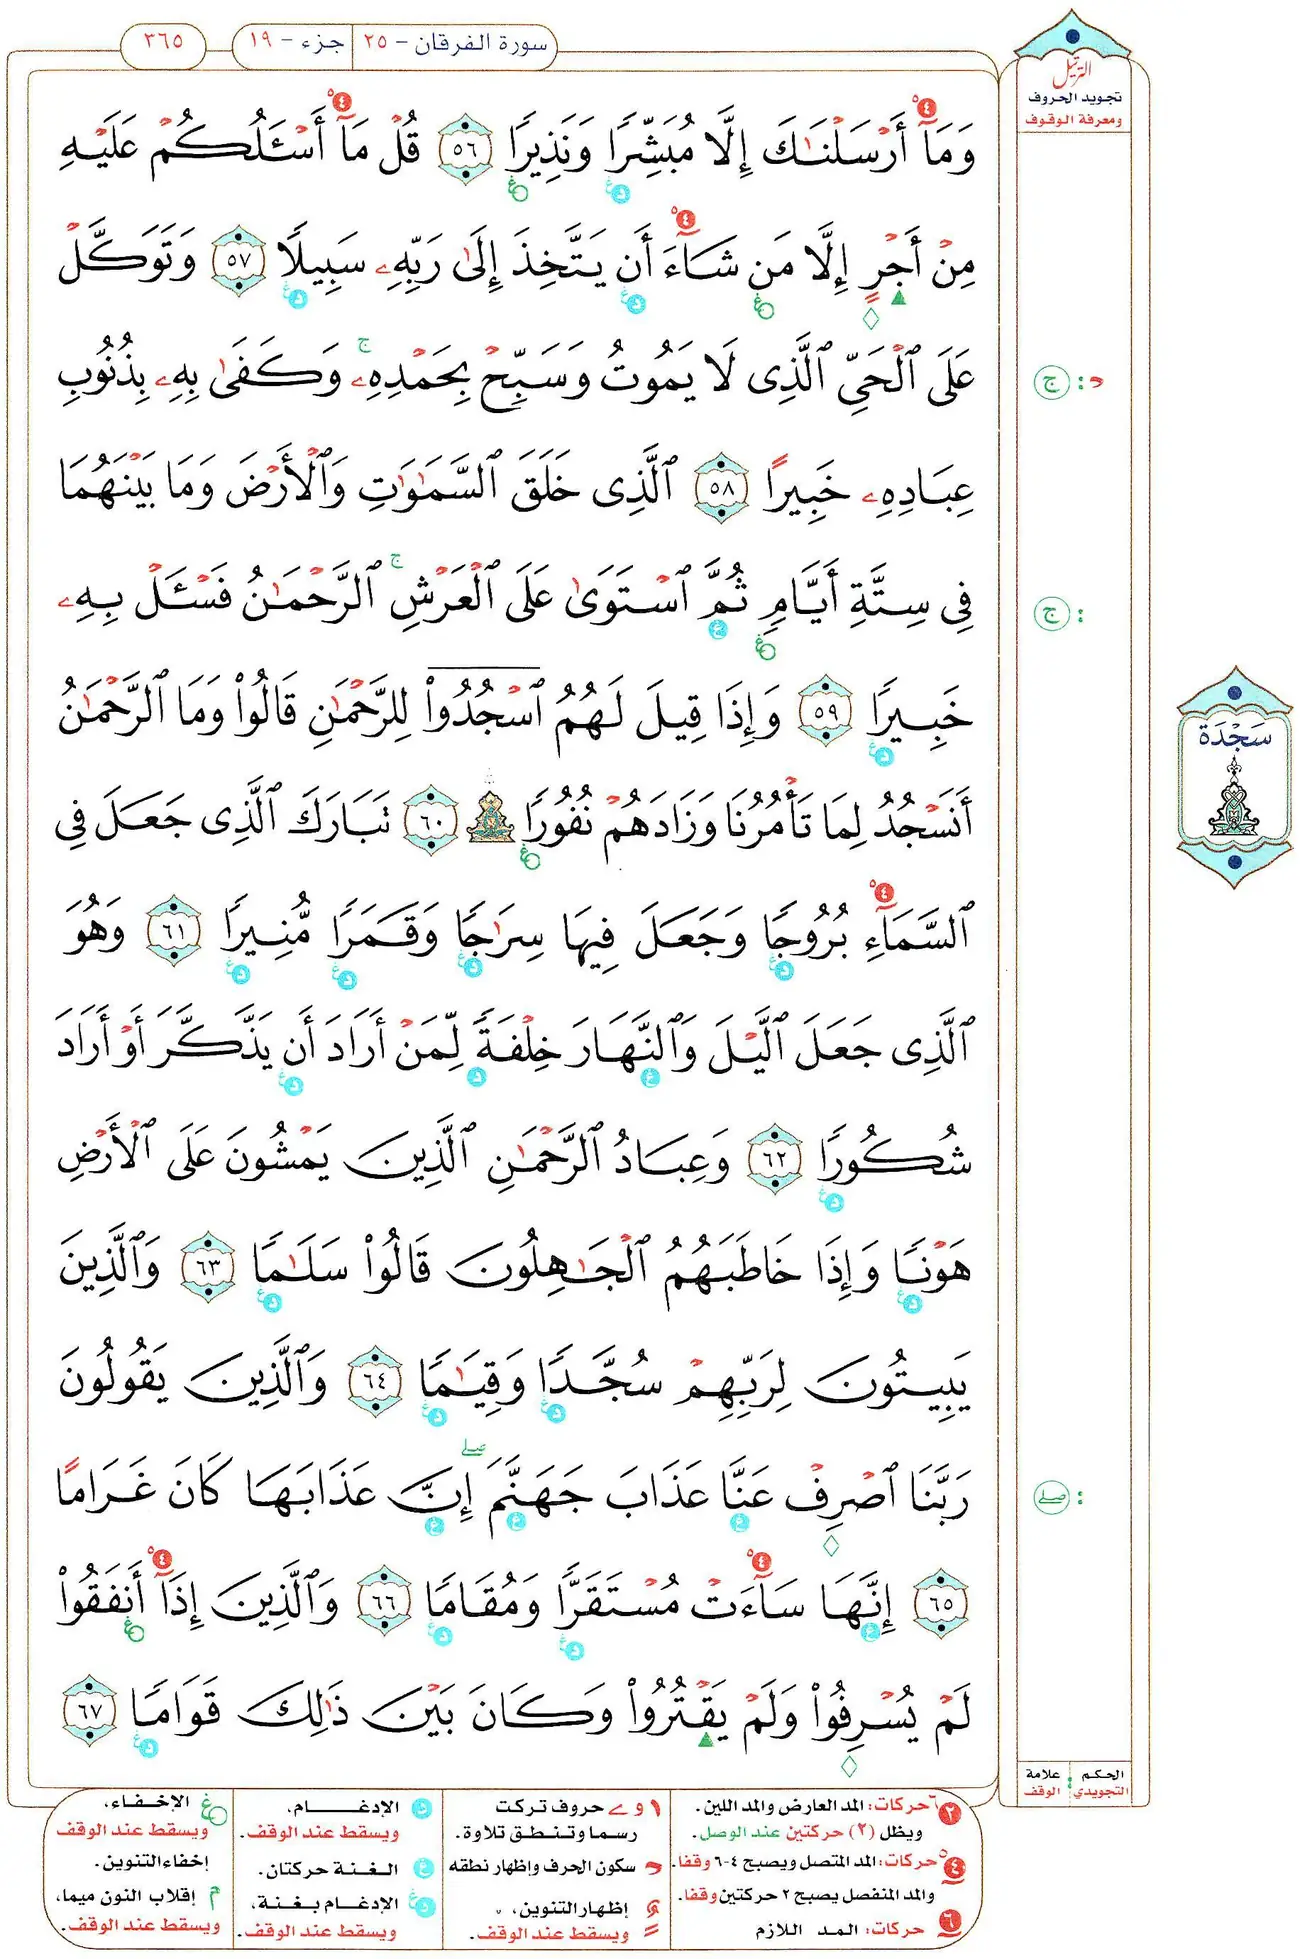 سورة الفرقان - ٢٥ جزء - ١٩ ٣٦٥
الترتيل
تجويد الحروف
ومعرفة الوقوف
وَمَآ أَرْسَلْنَٰكَ إِلَّا مُبَشِّرًا وَنَذِيرًا ٥٦ قُلْ مَآ أَسْـَٔلُكُمْ عَلَيْهِ
مِنْ أَجْرٍ إِلَّا مَن شَآءَ أَن يَتَّخِذَ إِلَىٰ رَبِّهِۦ سَبِيلًا ٥٧ وَتَوَكَّلْ
عَلَى ٱلْحَىِّ ٱلَّذِى لَا يَمُوتُ وَسَبِّحْ بِحَمْدِهِۦ ۚ وَكَفَىٰ بِهِۦ بِذُنُوبِ
عِبَادِهِۦ خَبِيرًا ٥٨ ٱلَّذِى خَلَقَ ٱلسَّمَٰوَٰتِ وَٱلْأَرْضَ وَمَا بَيْنَهُمَا
فِى سِتَّةِ أَيَّامٍ ثُمَّ ٱسْتَوَىٰ عَلَى ٱلْعَرْشِ ۚ ٱلرَّحْمَٰنُ فَسْـَٔلْ بِهِۦ
خَبِيرًا ٥٩ وَإِذَا قِيلَ لَهُمُ ٱسْجُدُوا۟ لِلرَّحْمَٰنِ قَالُوا۟ وَمَا ٱلرَّحْمَٰنُ
أَنَسْجُدُ لِمَا تَأْمُرُنَا وَزَادَهُمْ نُفُورًا ۩ ٦٠ تَبَارَكَ ٱلَّذِى جَعَلَ فِى
ٱلسَّمَآءِ بُرُوجًا وَجَعَلَ فِيهَا سِرَٰجًا وَقَمَرًا مُّنِيرًا ٦١ وَهُوَ
ٱلَّذِى جَعَلَ ٱلَّيْلَ وَٱلنَّهَارَ خِلْفَةً لِّمَنْ أَرَادَ أَن يَذَّكَّرَ أَوْ أَرَادَ
شُكُورًا ٦٢ وَعِبَادُ ٱلرَّحْمَٰنِ ٱلَّذِينَ يَمْشُونَ عَلَى ٱلْأَرْضِ
هَوْنًا وَإِذَا خَاطَبَهُمُ ٱلْجَٰهِلُونَ قَالُوا۟ سَلَٰمًا ٦٣ وَٱلَّذِينَ
يَبِيتُونَ لِرَبِّهِمْ سُجَّدًا وَقِيَٰمًا ٦٤ وَٱلَّذِينَ يَقُولُونَ
رَبَّنَا ٱصْرِفْ عَنَّا عَذَابَ جَهَنَّمَ ۖ إِنَّ عَذَابَهَا كَانَ غَرَامًا
٦٥ إِنَّهَا سَآءَتْ مُسْتَقَرًّا وَمُقَامًا ٦٦ وَٱلَّذِينَ إِذَآ أَنفَقُوا۟
لَمْ يُسْرِفُوا۟ وَلَمْ يَقْتُرُوا۟ وَكَانَ بَيْنَ ذَٰلِكَ قَوَامًا ٦٧
: ج
: ج
: صلے
سَجْدَة
الحكم التجويدي : علامة الوقف
٢ ٦ حركات: المد العارض والمد اللين.
ويظل (٢) حركتين عند الوصل.
٤ ٥ حركات: المد المتصل ويصبح ٤-٦ وقفا.
والمد المنفصل يصبح ٢ حركتين وقفا.
٦ حركات: المد اللازم
١ و ے حروف تركت
رسما وتنطق تلاوة.
سكون الحرف وإظهار نطقه
إظهار التنوين،
ويسقط عند الوقف.
د الإدغام،
ويسقط عند الوقف.
غ الغنة حركتان.
الإدغام بغنة،
ويسقط عند الوقف.
الإخفاء،
ويسقط عند الوقف
إخفاء التنوين.
م إقلاب النون ميما،
ويسقط عند الوقف.